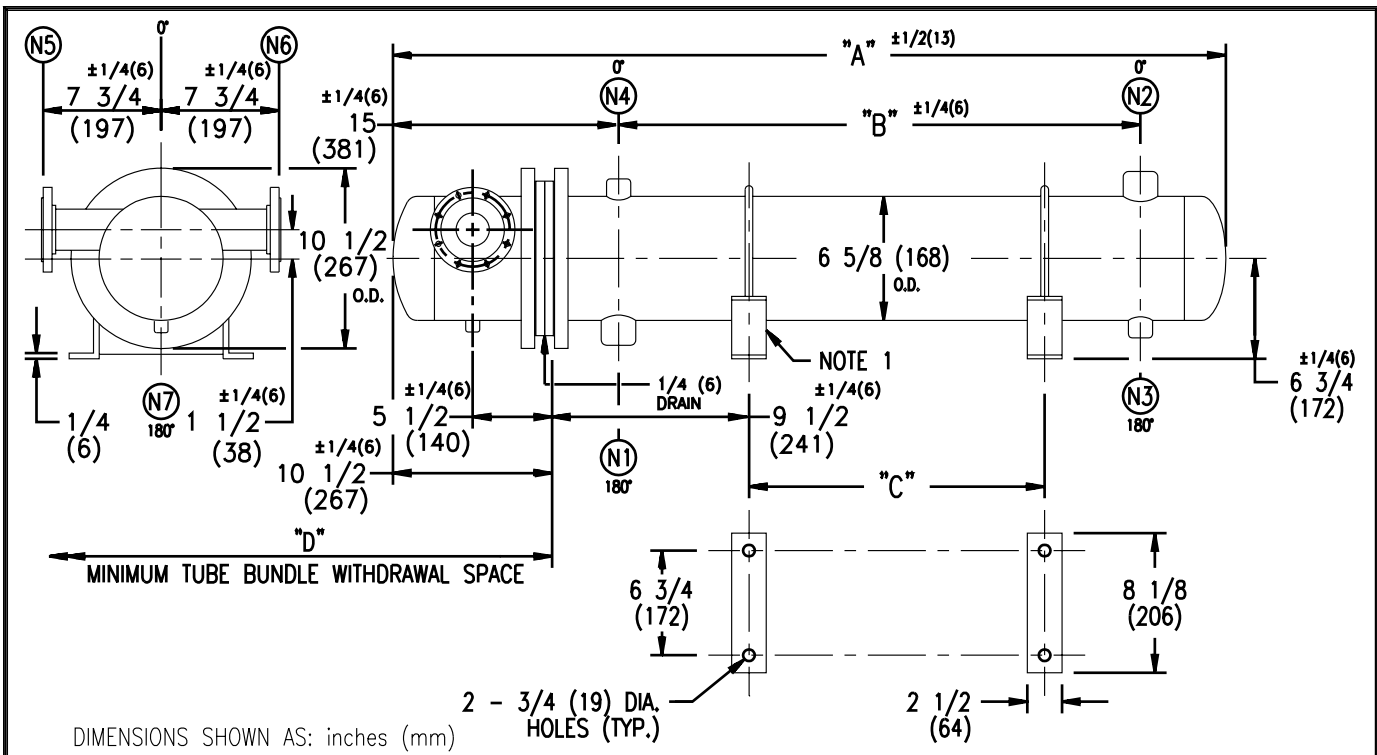 N5
0°
N6
±1/4(6)
7 3/4
(197)
±1/4(6)
7 3/4
(197)
±1/4(6)
15
(381)
"A" ±1/2(13)
0°
N4
"B" ±1/4(6)
0°
N2
10 1/2
(267)
O.D.
6 5/8 (168)
O.D.
NOTE 1
±1/4(6)
6 3/4
(172)
1/4
(6)
N7
180°
±1/4(6)
1 1/2
(38)
±1/4(6)
5 1/2
(140)
1/4 (6)
DRAIN
±1/4(6)
9 1/2
(241)
N3
180°
±1/4(6)
10 1/2
(267)
N1
180°
"C"
"D"
MINIMUM TUBE BUNDLE WITHDRAWAL SPACE
6 3/4
(172)
8 1/8
(206)
2 - 3/4 (19) DIA.
HOLES (TYP.)
2 1/2
(64)
DIMENSIONS SHOWN AS: inches (mm)